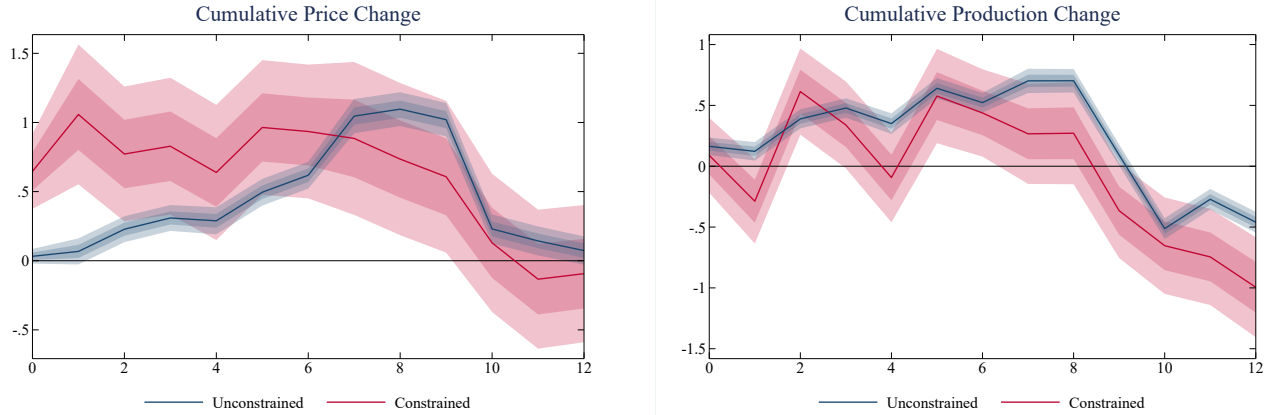 Cumulative Price Change
1.5
1
.5
0
-.5
0 2 4 6 8 10 12
Unconstrained Constrained
Cumulative Production Change
1
.5
0
-.5
-1
-1.5
0 2 4 6 8 10 12
Unconstrained Constrained